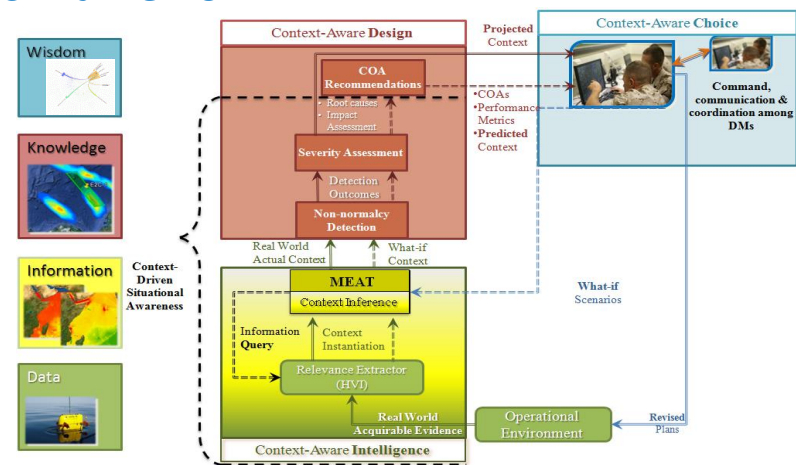 Wisdom
Knowledge
Information
Data
Context-
Driven
Situational
Awareness
Context-Aware Design
COA
Recommendations
• Root causes
• Impact
Assessment
Severity Assessment
Detection
Outcomes
Non-normalcy
Detection
Real World
Actual Context
What-if
Context
MEAT
Context Inference
Information
Query
Context
Instantiation
Relevance Extractor
(HVI)
Real World
Acquirable Evidence
Context-Aware Intelligence
Projected
Context
•COAs
•Performance
Metrics
•Predicted
Context
Context-Aware Choice
Command,
communication &
coordination among
DMs
What-if
Scenarios
Operational
Environment
Revised
Plans